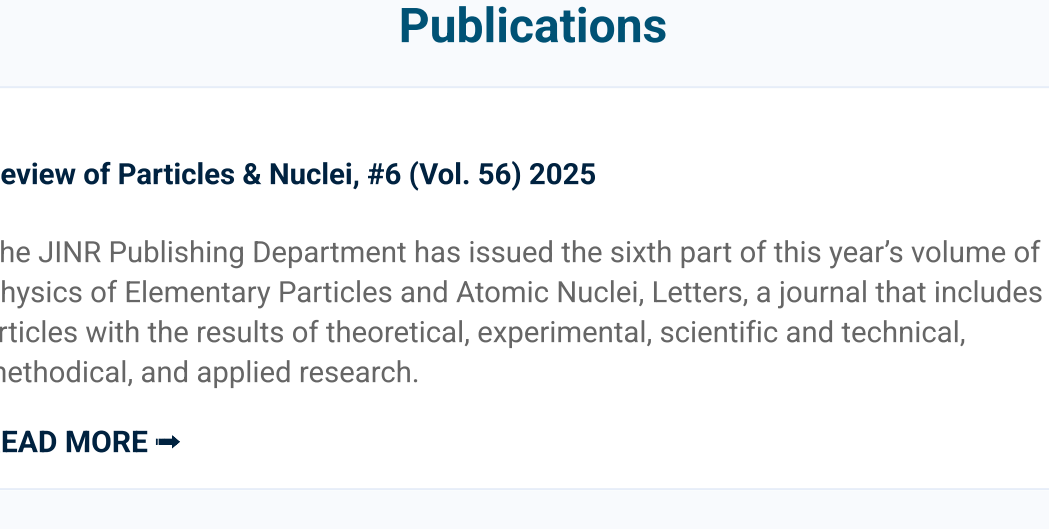 Publications
eview of Particles & Nuclei, #6 (Vol. 56) 2025
he JINR Publishing Department has issued the sixth part of this year’s volume of
hysics of Elementary Particles and Atomic Nuclei, Letters, a journal that includes
rticles with the results of theoretical, experimental, scientific and technical,
nethodical, and applied research.
EAD MORE ➡